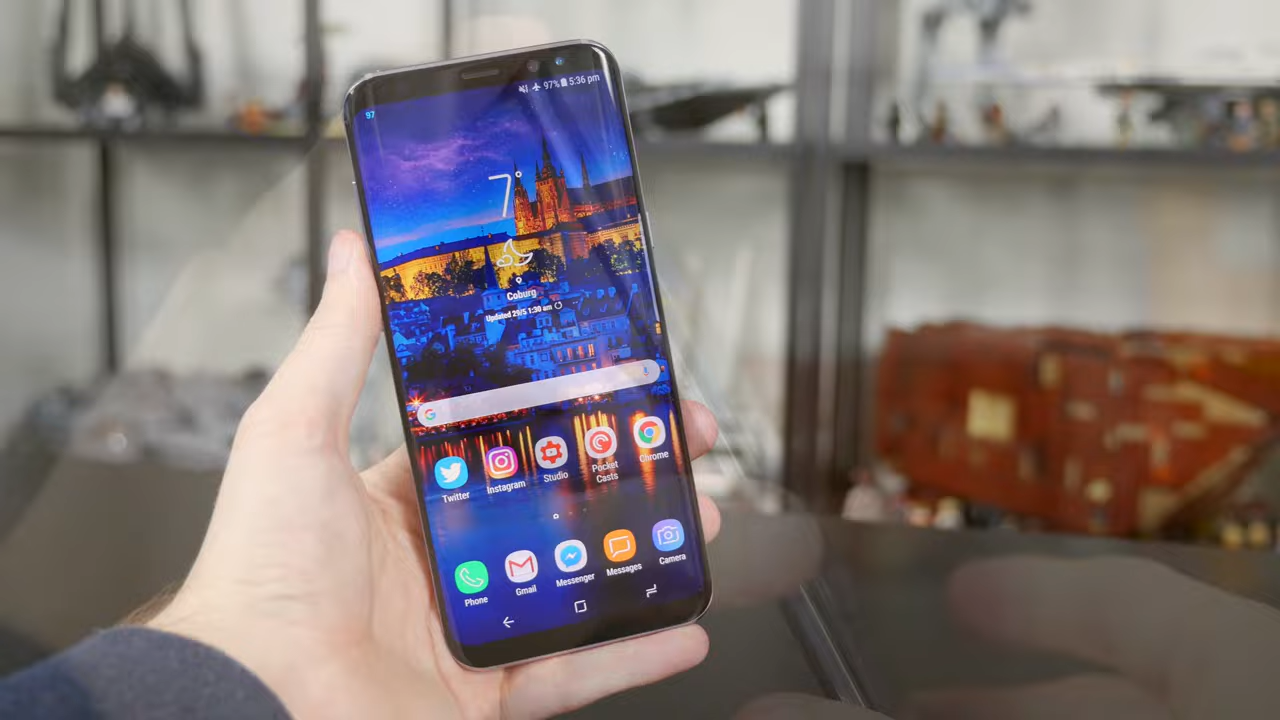 97% 5:36 pm
97
7°
Coburg
Updated 29/5 1:30 am
G
Twitter
Instagram
Studio
Pocket
Casts
Chrome
Phone
Gmail
Messenger
Messages
Camera